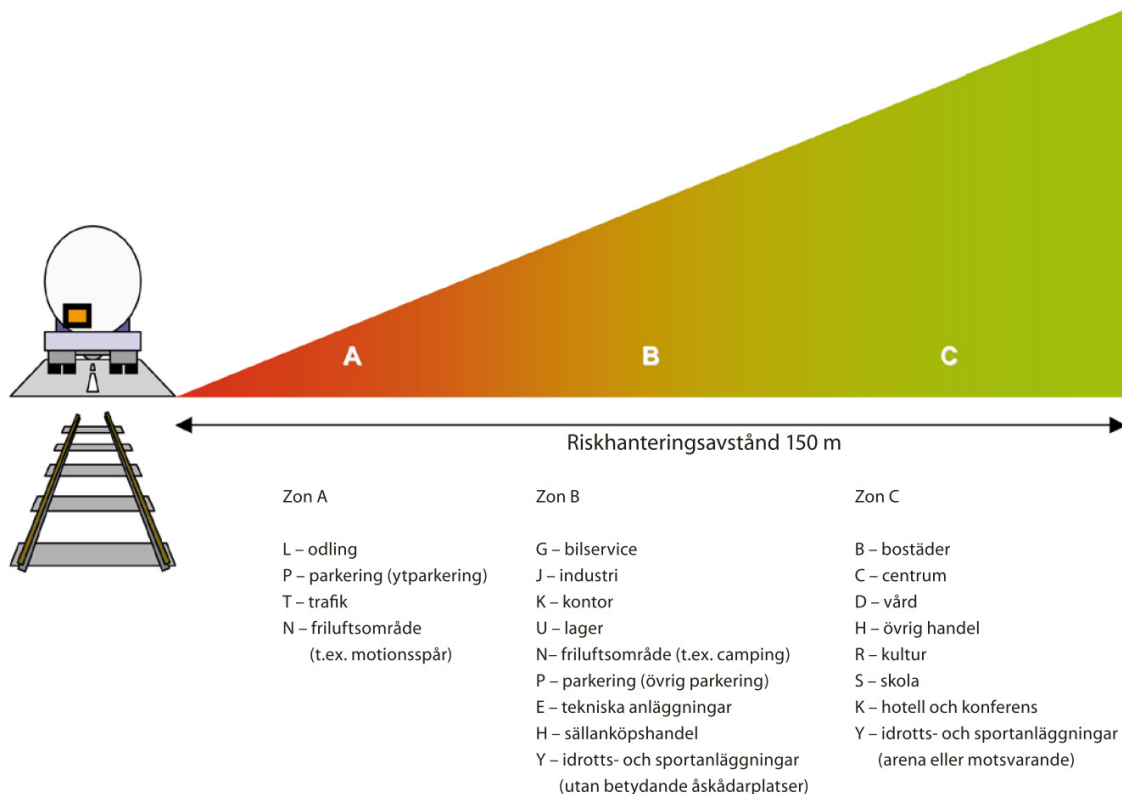 A
B
C
Riskhanteringsavstånd 150 m
Zon A
L – odling
P – parkering (ytparkering)
T – trafik
N – friluftsområde
(t.ex. motionsspår)
Zon B
G – bilservice
J – industri
K – kontor
U – lager
N– friluftsområde (t.ex. camping)
P – parkering (övrig parkering)
E – tekniska anläggningar
H – sällanköpshandel
Y – idrotts- och sportanläggningar
(utan betydande åskådarplatser)
Zon C
B – bostäder
C – centrum
D – vård
H – övrig handel
R – kultur
S – skola
K – hotell och konferens
Y – idrotts- och sportanläggningar
(arena eller motsvarande)